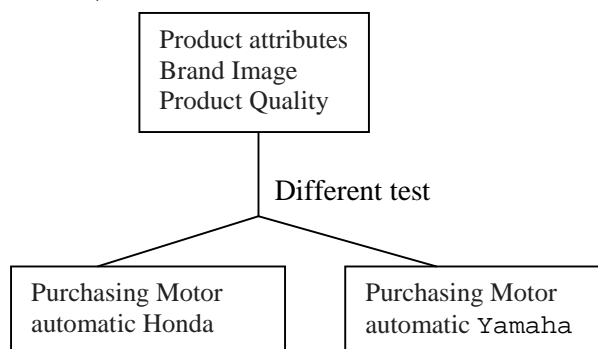 Product attributes
Brand Image
Product Quality
Different test
Purchasing Motor
automatic Honda
Purchasing Motor
automatic Yamaha